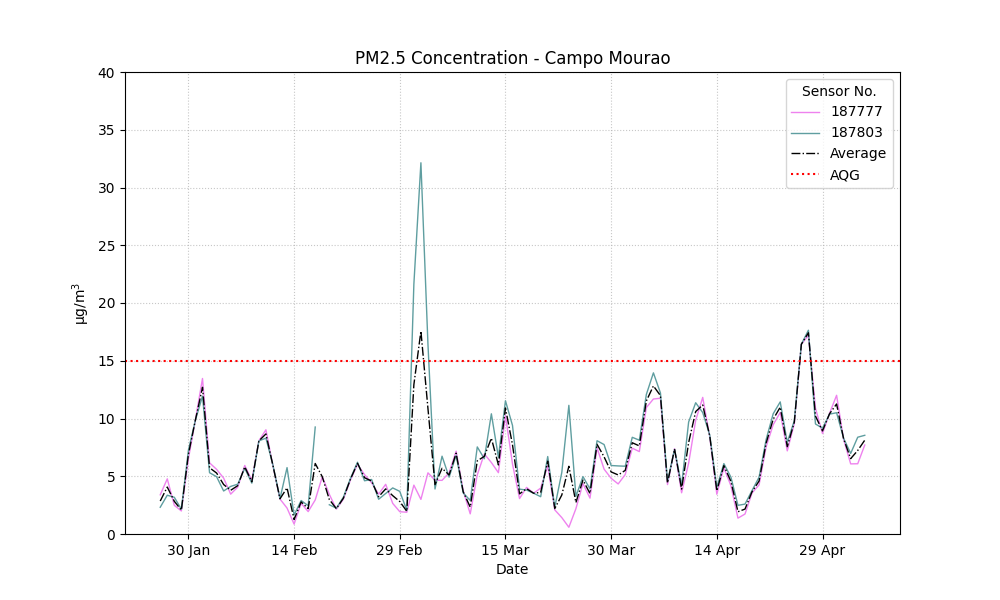 PM2.5 Concentration - Campo Mourao
40
35
30
25
20
15
10
5
0
µg/m³
Sensor No.
187777
187803
Average
AQG
30 Jan
14 Feb
29 Feb
15 Mar
30 Mar
14 Apr
29 Apr
Date